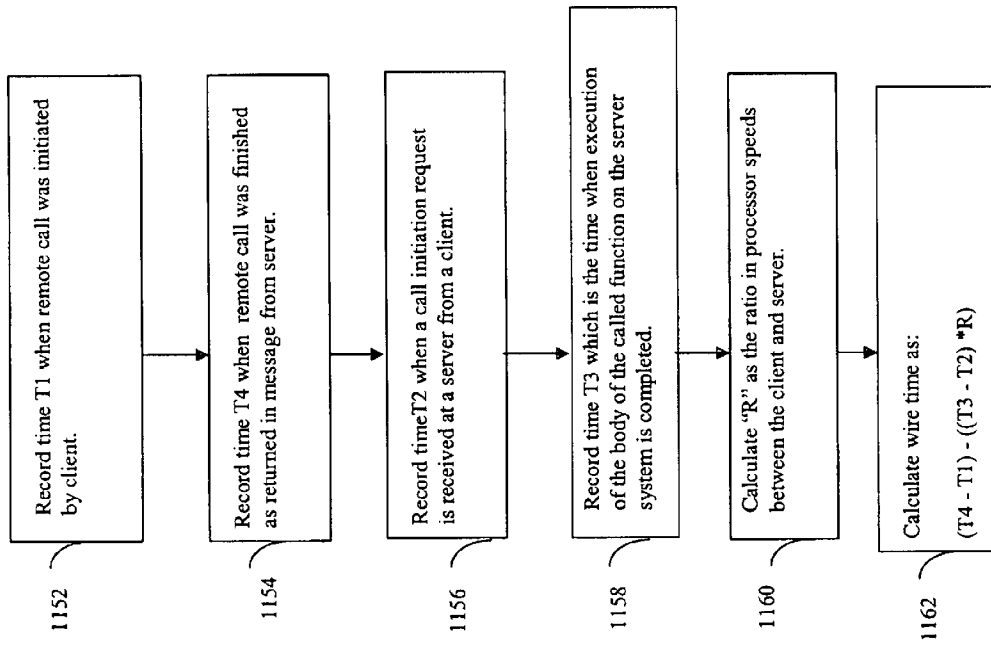 Record time T1 when remote call was initiated
by client.
1152
Record time T4 when remote call was finished
as returned in message from server.
1154
Record timeT2 when a call initiation request
is received at a server from a client.
1156
Record time T3 which is the time when execution
of the body of the called function on the server
system is completed.
1158
Calculate "R" as the ratio in processor speeds
between the client and server.
1160
Calculate wire time as:
(T4 - T1) - ((T3 - T2) *R)
1162